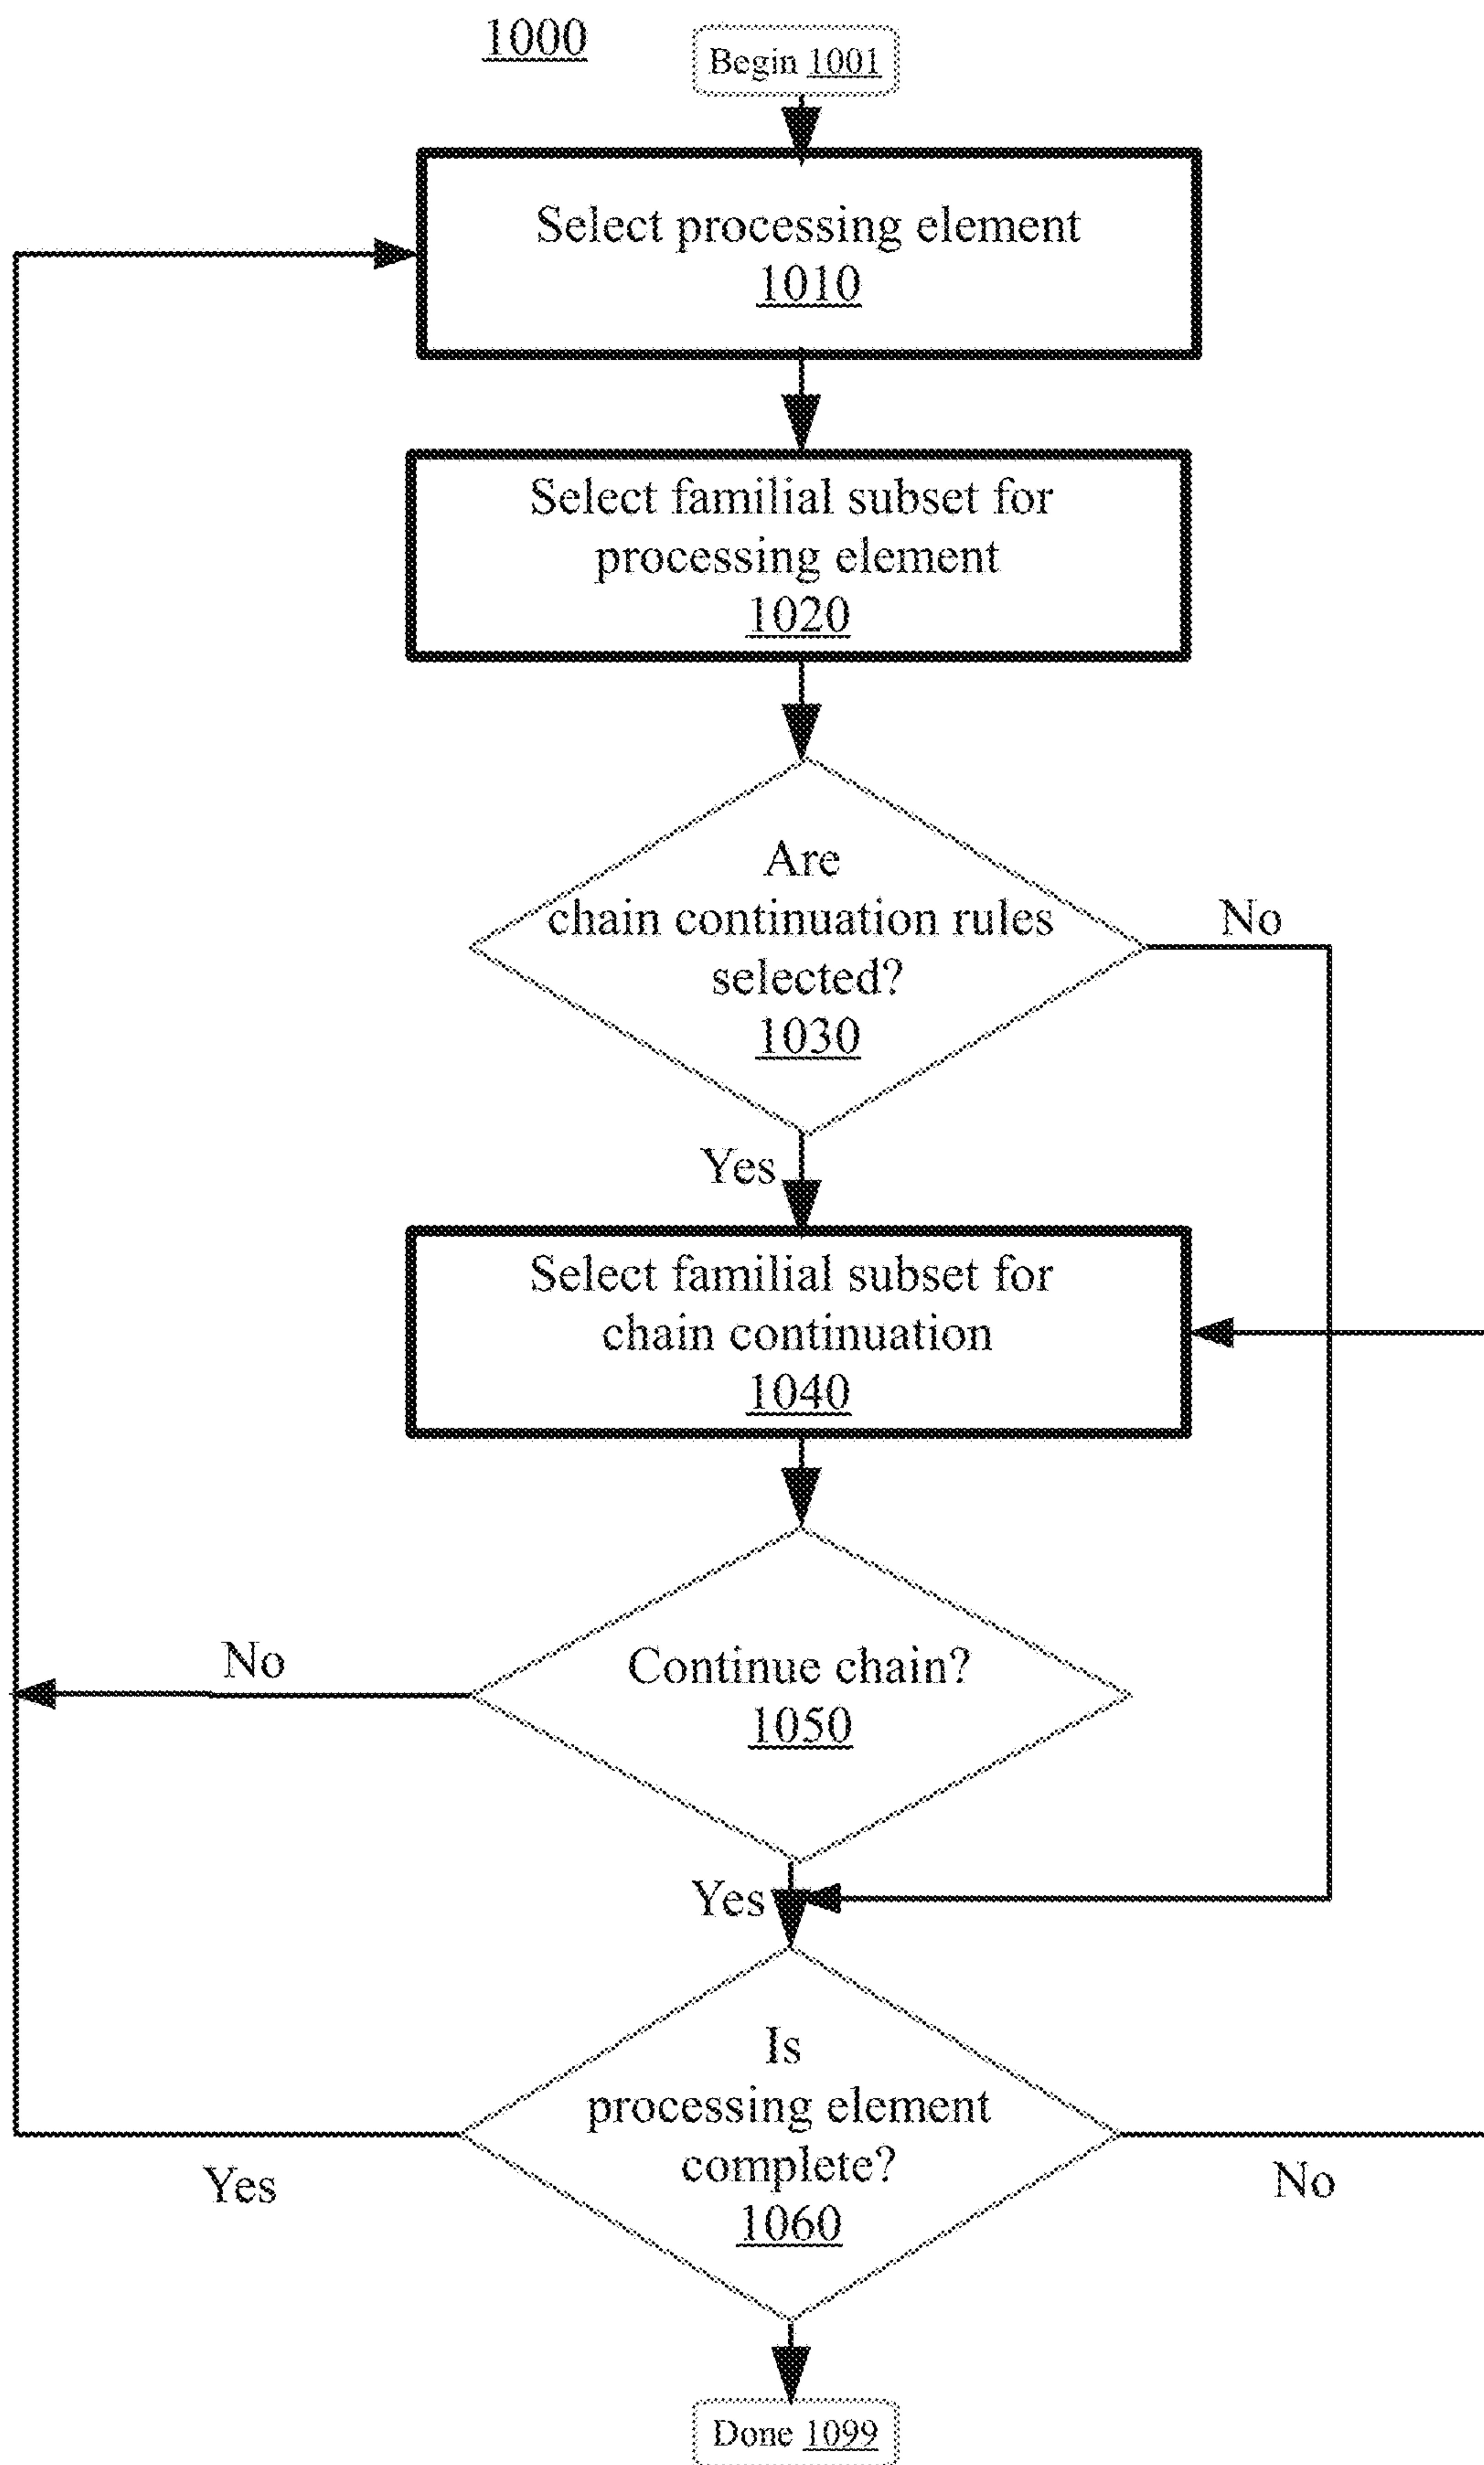 1000
Begin 1001
Select processing element
1010
Select familial subset for
processing element
1020
Are
chain continuation rules
selected?
1030
No
Yes
Select familial subset for
chain continuation
1040
No
Continue chain?
1050
Yes
Is
processing element
complete?
1060
Yes
No
Done 1099